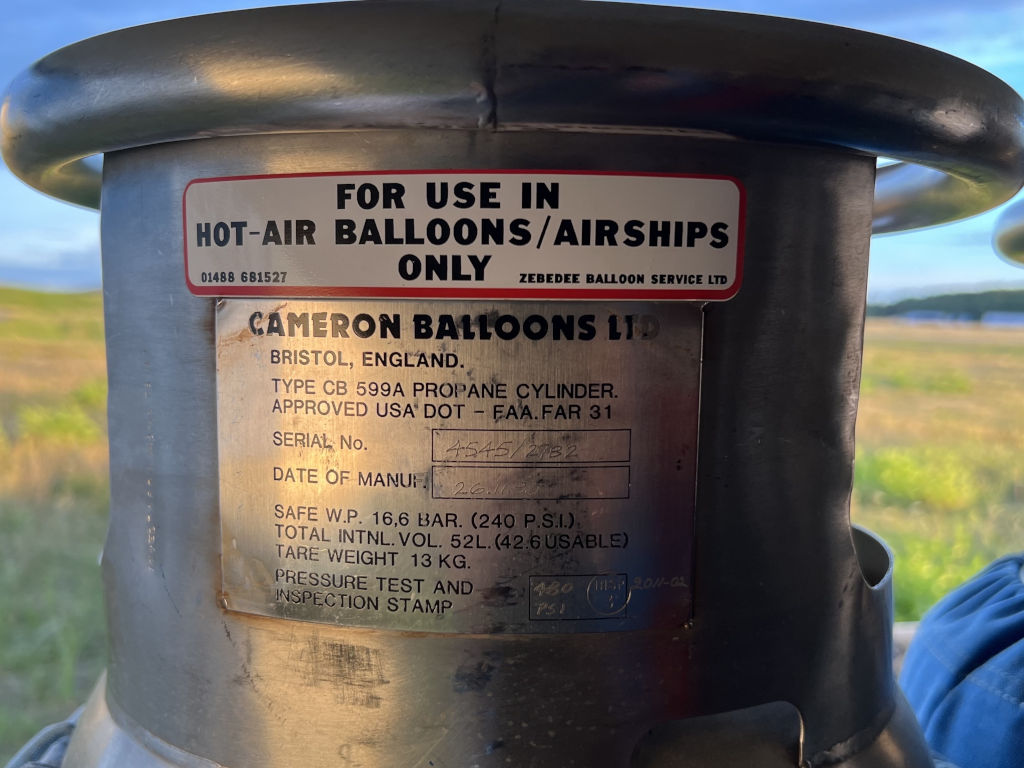 FOR USE IN
HOT-AIR BALLOONS/AIRSHIPS
ONLY
01488 681527 ZEBEDEE BALLOON SERVICE LTD
CAMERON BALLOONS LTD
BRISTOL, ENGLAND.
TYPE CB 599A PROPANE CYLINDER.
APPROVED USA DOT - F.A.A. FAR 31
SERIAL No. 4545/2782
DATE OF MANUF.
SAFE W.P. 16,6 BAR. (240 P.S.I.).
TOTAL INTNL. VOL. 52L. (42.6 USABLE)
TARE WEIGHT 13 KG.
PRESSURE TEST AND 480 2011-02
INSPECTION STAMP PSI